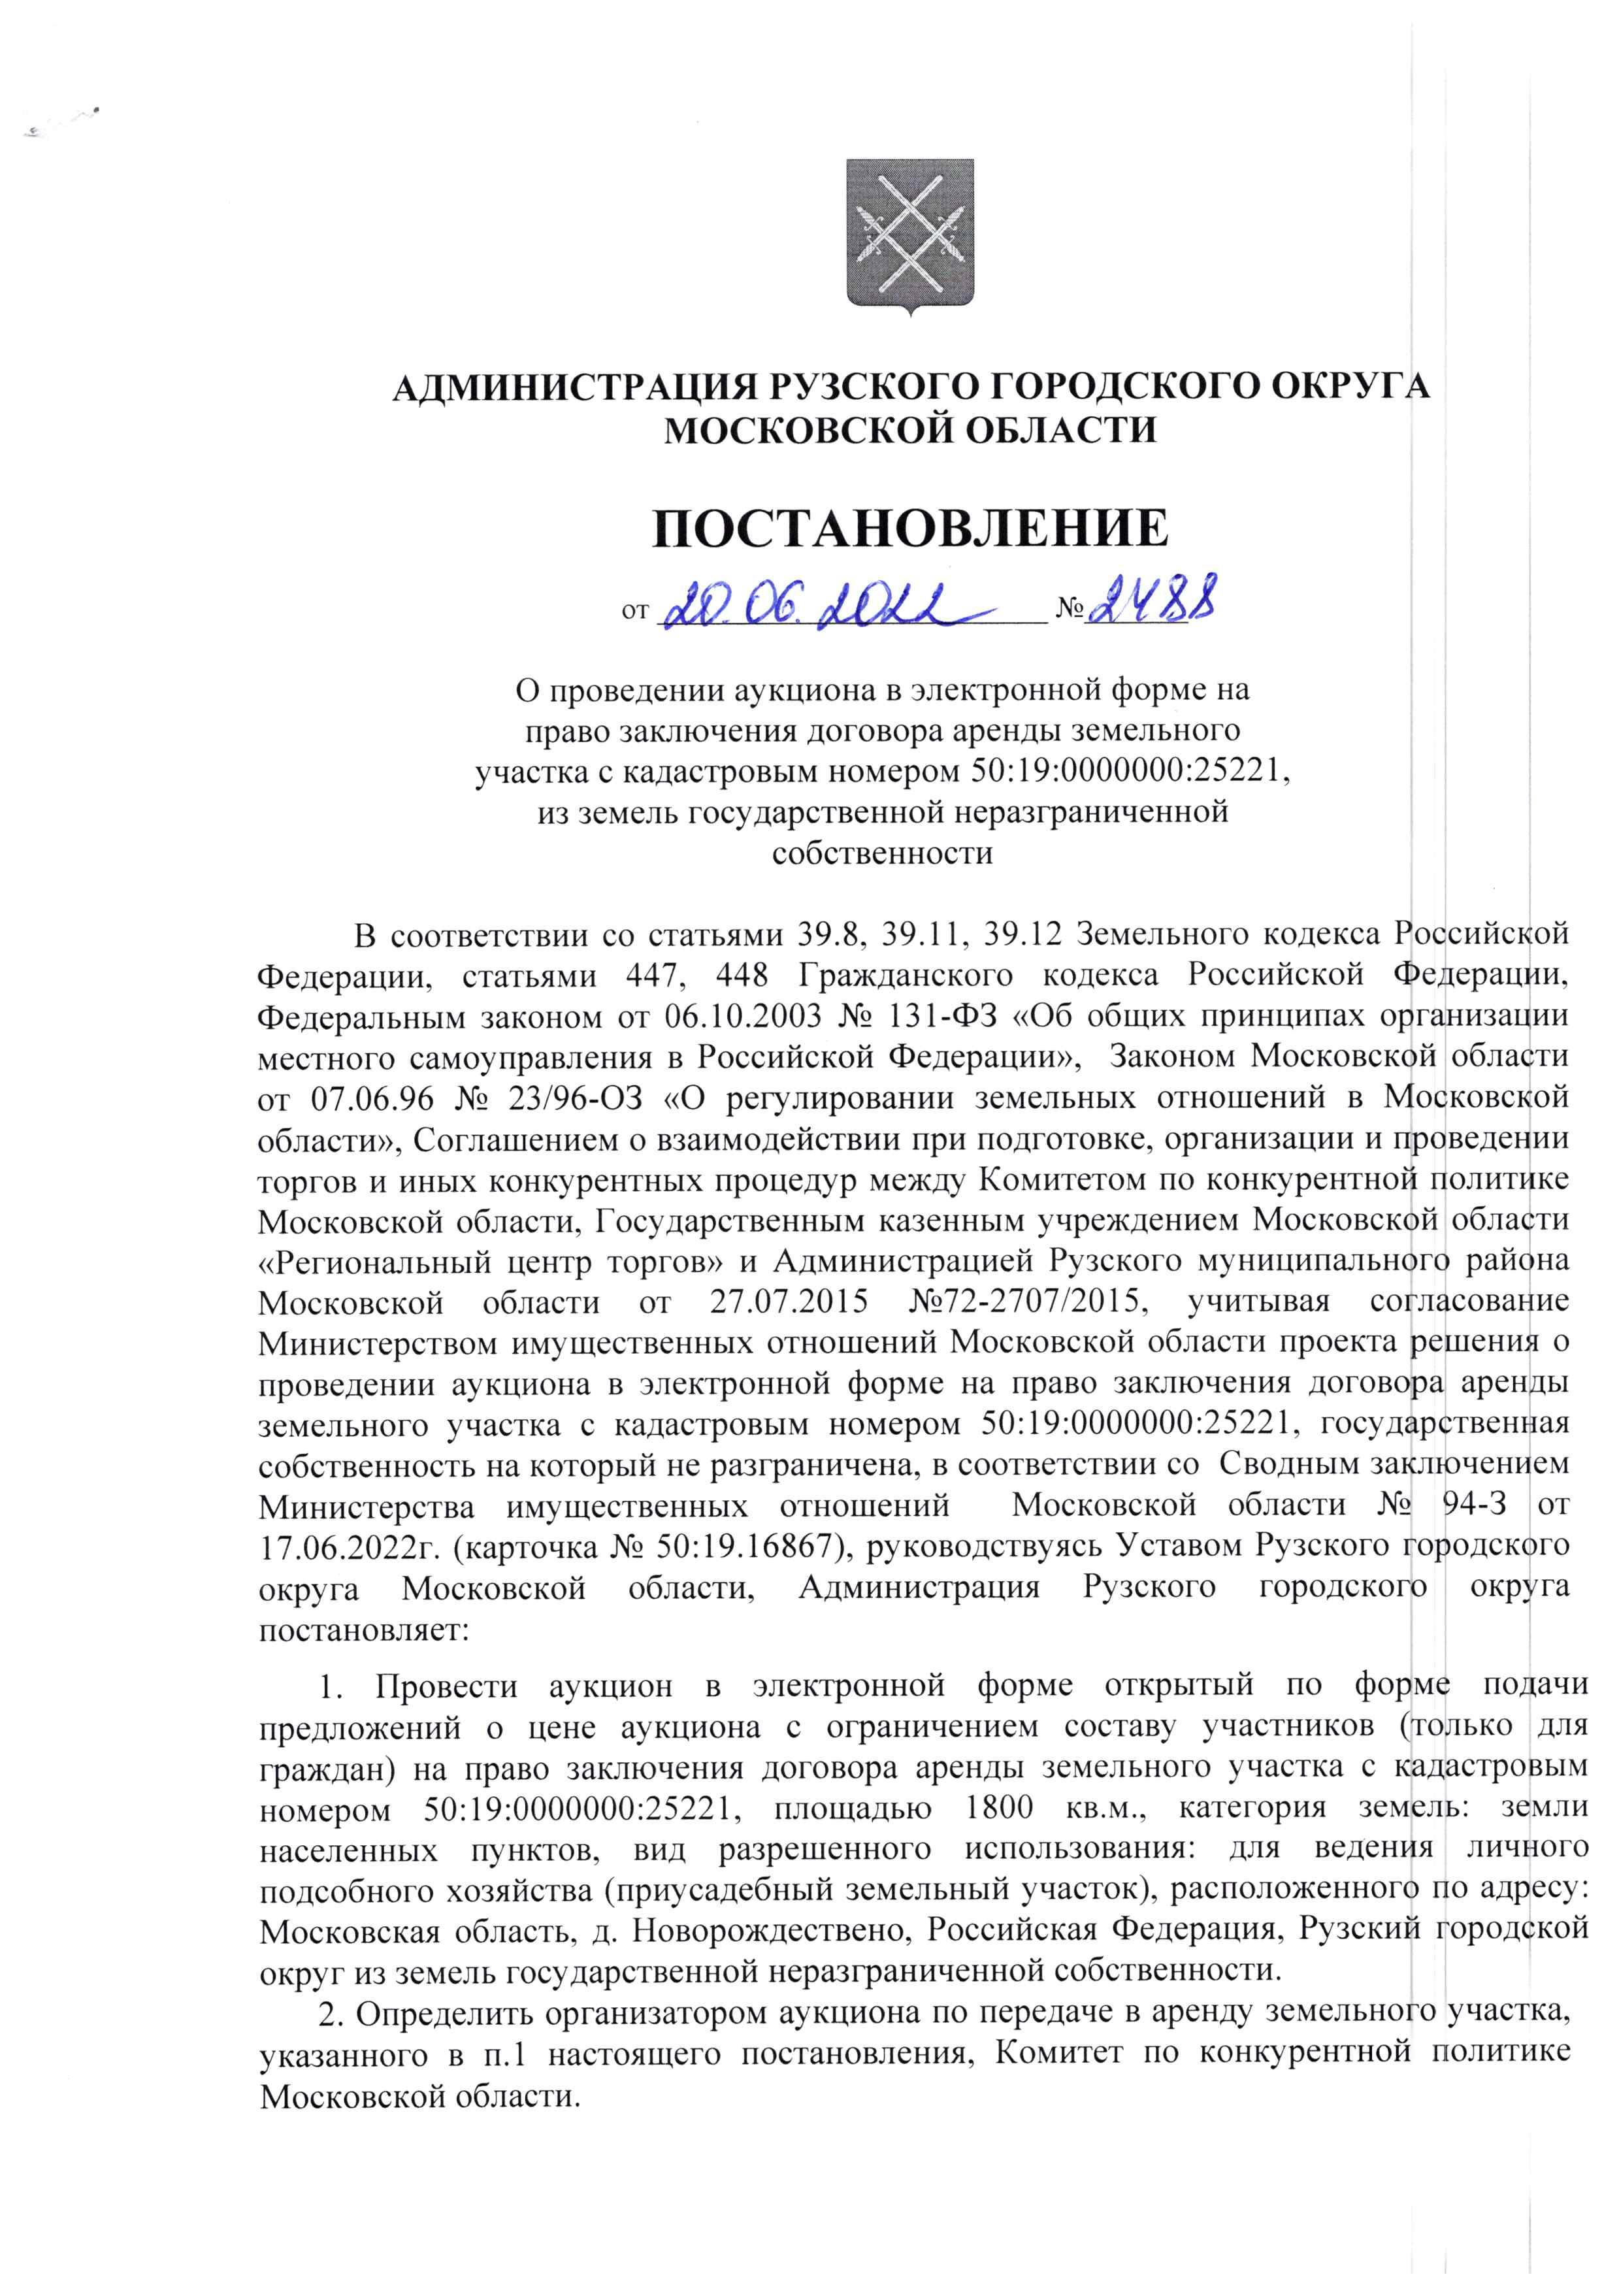 АДМИНИСТРАЦИЯ РУЗСКОГО ГОРОДСКОГО ОКРУГА
МОСКОВСКОЙ ОБЛАСТИ
ПОСТАНОВЛЕНИЕ
от 20.06.2022 № 2488
О проведении аукциона в электронной форме на
право заключения договора аренды земельного
участка с кадастровым номером 50:19:0000000:25221,
из земель государственной неразграниченной
собственности
В соответствии со статьями 39.8, 39.11, 39.12 Земельного кодекса Российской
Федерации, статьями 447, 448 Гражданского кодекса Российской Федерации,
Федеральным законом от 06.10.2003 № 131-ФЗ «Об общих принципах организации
местного самоуправления в Российской Федерации», Законом Московской области
от 07.06.96 № 23/96-ОЗ «О регулировании земельных отношений в Московской
области», Соглашением о взаимодействии при подготовке, организации и проведении
торгов и иных конкурентных процедур между Комитетом по конкурентной политике
Московской области, Государственным казенным учреждением Московской области
«Региональный центр торгов» и Администрацией Рузского муниципального района
Московской области от 27.07.2015 №72-2707/2015, учитывая согласование
Министерством имущественных отношений Московской области проекта решения о
проведении аукциона в электронной форме на право заключения договора аренды
земельного участка с кадастровым номером 50:19:0000000:25221, государственная
собственность на который не разграничена, в соответствии со Сводным заключением
Министерства имущественных отношений Московской области № 94-З от
17.06.2022г. (карточка № 50:19.16867), руководствуясь Уставом Рузского городского
округа Московской области, Администрация Рузского городского округа
постановляет:
1. Провести аукцион в электронной форме открытый по форме подачи
предложений о цене аукциона с ограничением составу участников (только для
граждан) на право заключения договора аренды земельного участка с кадастровым
номером 50:19:0000000:25221, площадью 1800 кв.м., категория земель: земли
населенных пунктов, вид разрешенного использования: для ведения личного
подсобного хозяйства (приусадебный земельный участок), расположенного по адресу:
Московская область, д. Новорождествено, Российская Федерация, Рузский городской
округ из земель государственной неразграниченной собственности.
2. Определить организатором аукциона по передаче в аренду земельного участка,
указанного в п.1 настоящего постановления, Комитет по конкурентной политике
Московской области.